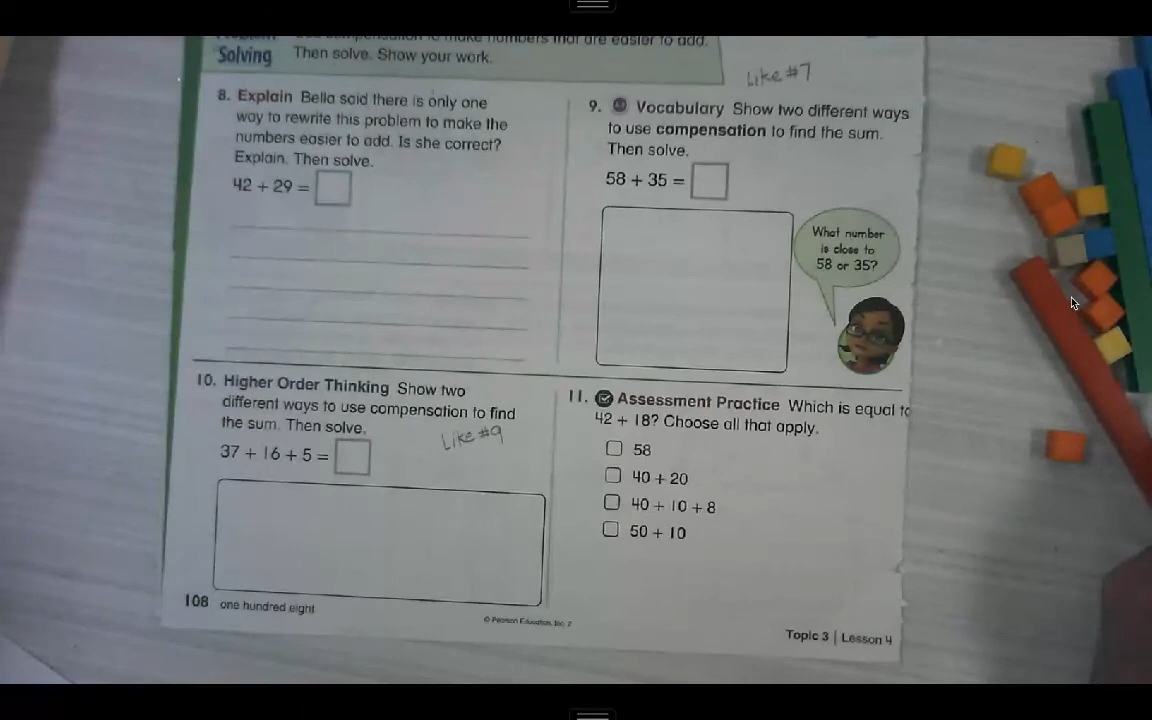 Solving Then solve. Show your work.
Like #7
8. Explain Bella said there is only one
way to rewrite this problem to make the
numbers easier to add. Is she correct?
Explain. Then solve.
42 + 29 =
9. Vocabulary Show two different ways
to use compensation to find the sum.
Then solve.
58 + 35 =
What number
is close to
58 or 35?
10. Higher Order Thinking Show two
different ways to use compensation to find
the sum. Then solve.
Like #9
37 + 16 + 5 =
11. Assessment Practice Which is equal to
42 + 18? Choose all that apply.
58
40 + 20
40 + 10 + 8
50 + 10
108 one hundred eight
© Pearson Education, Inc. 2
Topic 3 | Lesson 4